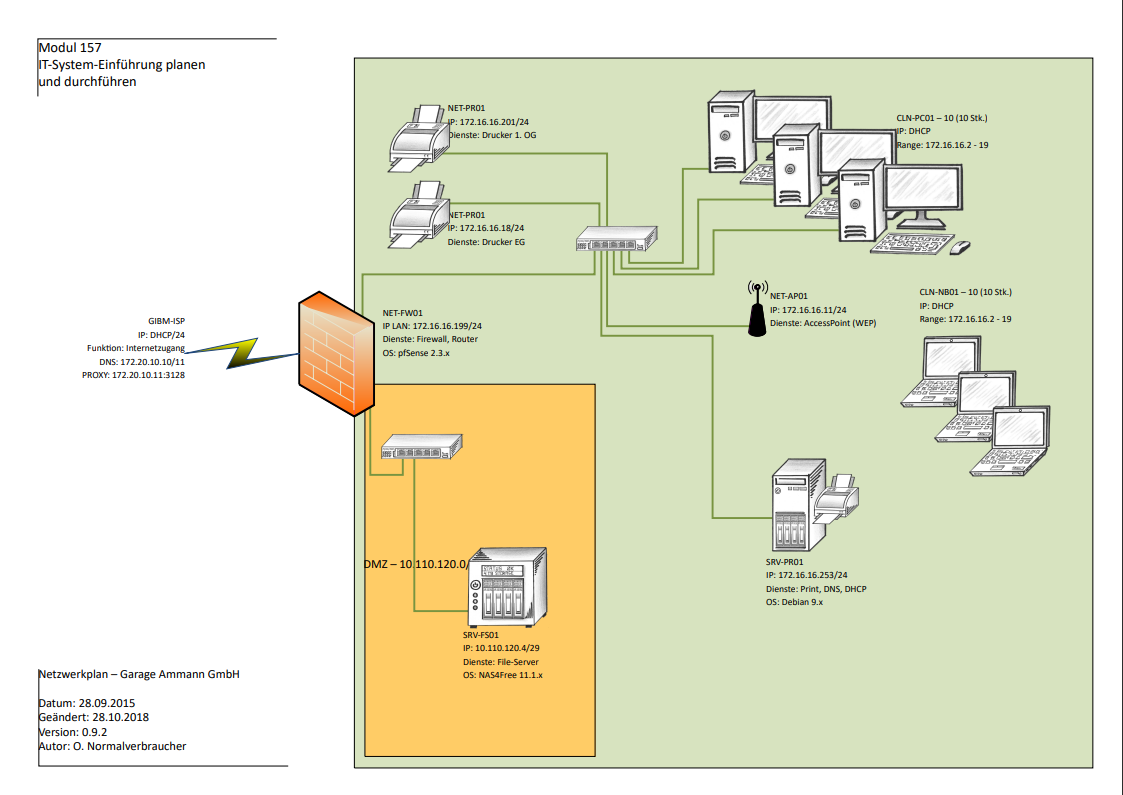 Modul 157
IT-System-Einführung planen
und durchführen
NET-PR01
IP: 172.16.16.201/24
Dienste: Drucker 1. OG
NET-PR01
IP: 172.16.16.18/24
Dienste: Drucker EG
CLN-PC01 – 10 (10 Stk.)
IP: DHCP
Range: 172.16.16.2 - 19
NET-AP01
IP: 172.16.16.11/24
Dienste: AccessPoint (WEP)
CLN-NB01 – 10 (10 Stk.)
IP: DHCP
Range: 172.16.16.2 - 19
GIBM-ISP
IP: DHCP/24
Funktion: Internetzugang
DNS: 172.20.10.10/11
PROXY: 172.20.10.11:3128
NET-FW01
IP LAN: 172.16.16.199/24
Dienste: Firewall, Router
OS: pfSense 2.3.x
DMZ – 10.110.120.0/
STATUS OK
SRV-FS01
IP: 10.110.120.4/29
Dienste: File-Server
OS: NAS4Free 11.1.x
SRV-PR01
IP: 172.16.16.253/24
Dienste: Print, DNS, DHCP
OS: Debian 9.x
Netzwerkplan – Garage Ammann GmbH
Datum: 28.09.2015
Geändert: 28.10.2018
Version: 0.9.2
Autor: O. Normalverbraucher